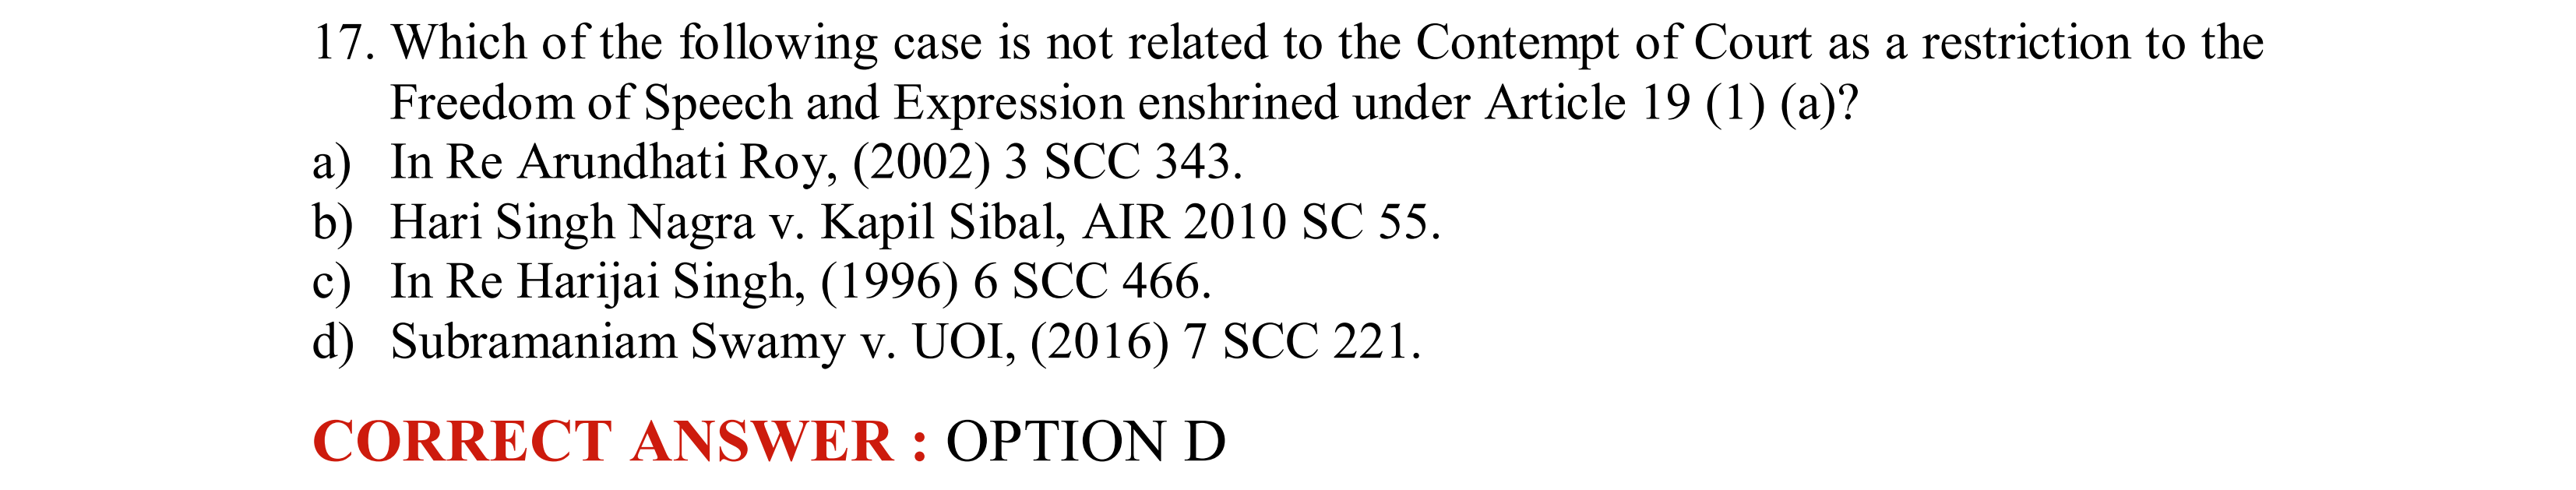 17. Which of the following case is not related to the Contempt of Court as a restriction to the
Freedom of Speech and Expression enshrined under Article 19 (1) (a)?
a) In Re Arundhati Roy, (2002) 3 SCC 343.
b) Hari Singh Nagra v. Kapil Sibal, AIR 2010 SC 55.
c) In Re Harijai Singh, (1996) 6 SCC 466.
d) Subramaniam Swamy v. UOI, (2016) 7 SCC 221.
CORRECT ANSWER : OPTION D